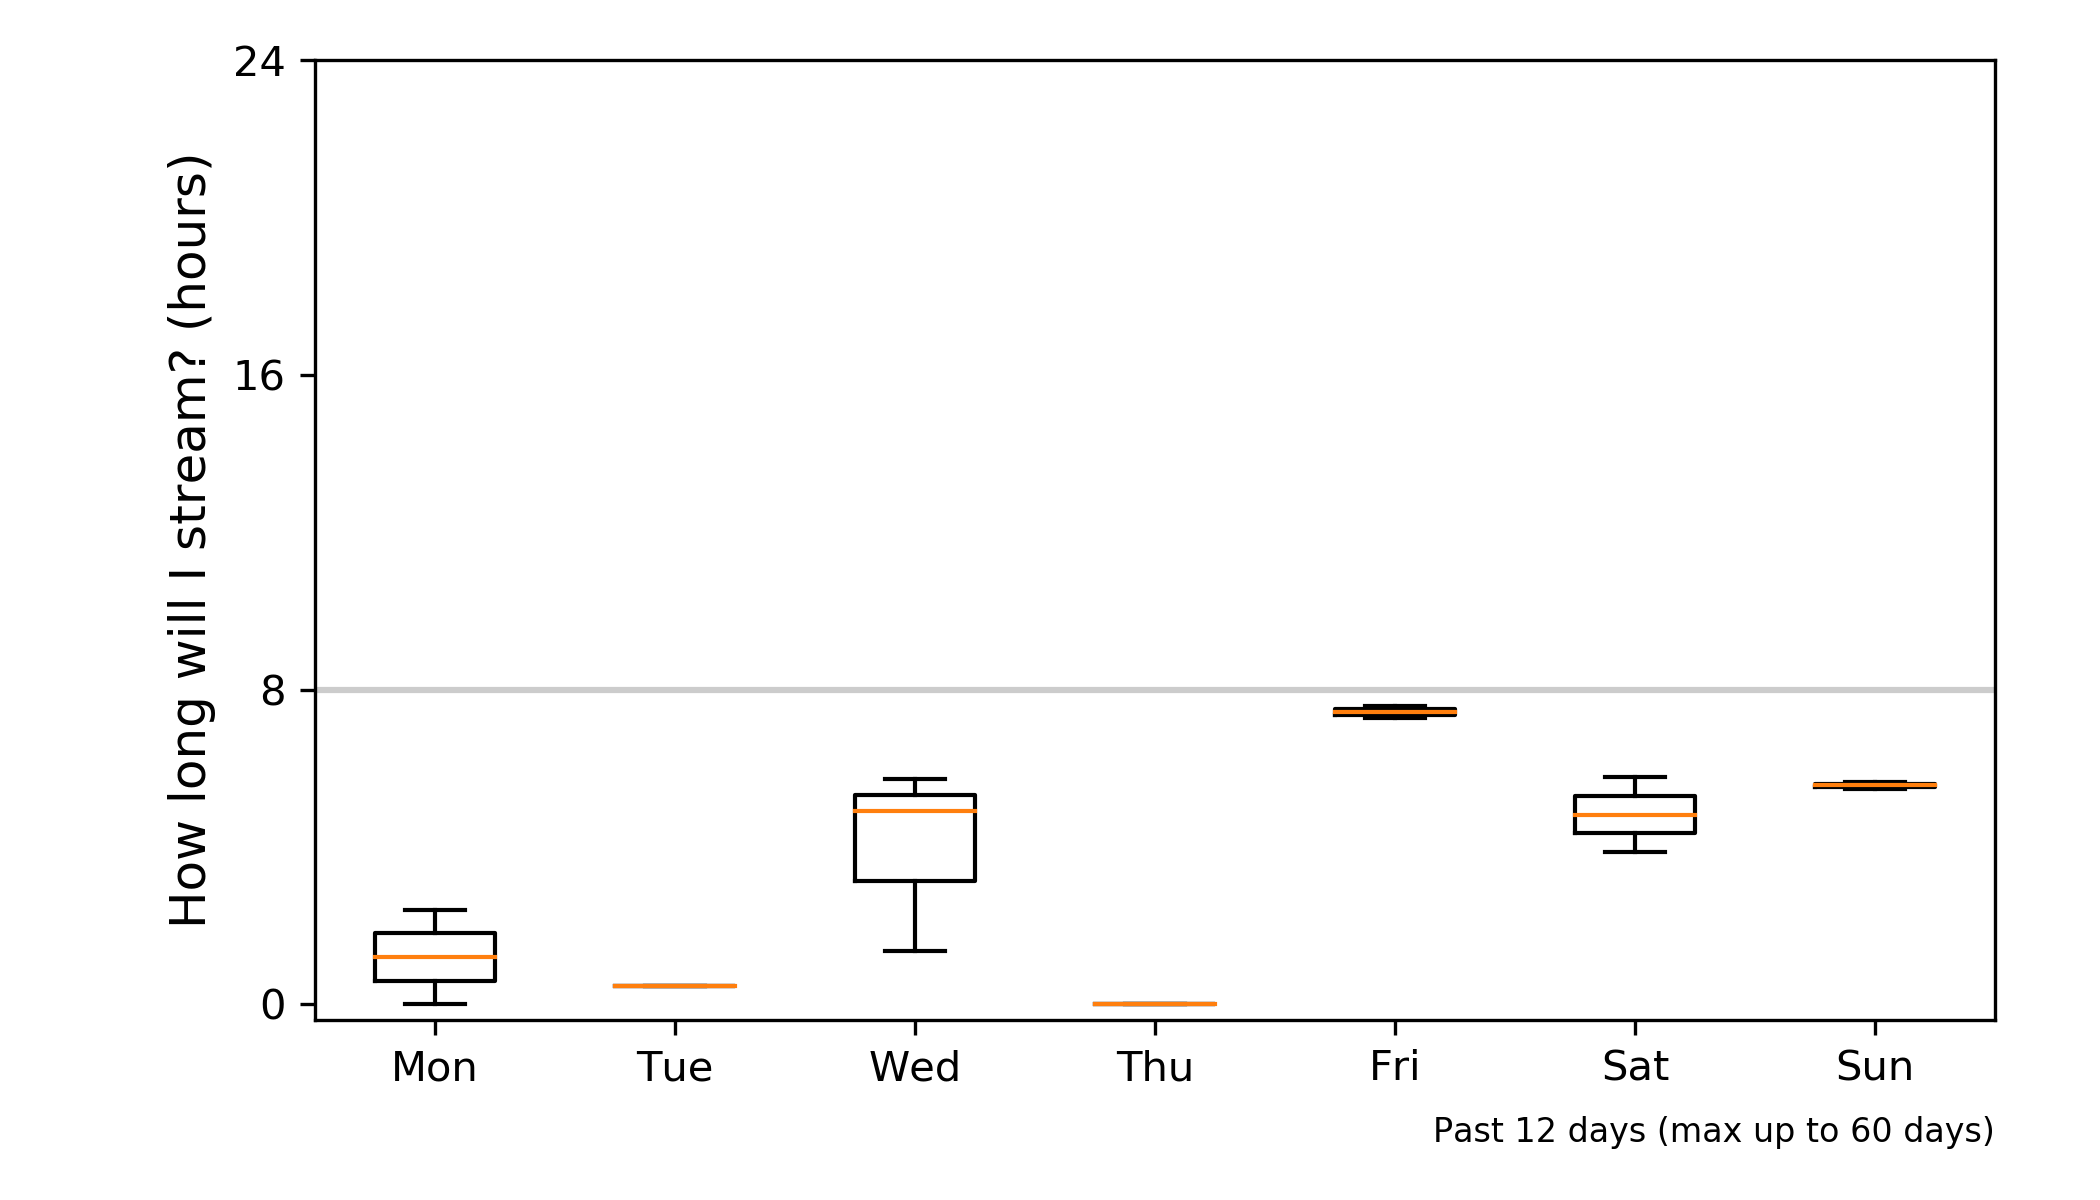 How long will I stream? (hours)
24
16
8
0
Mon Tue Wed Thu Fri Sat Sun
Past 12 days (max up to 60 days)